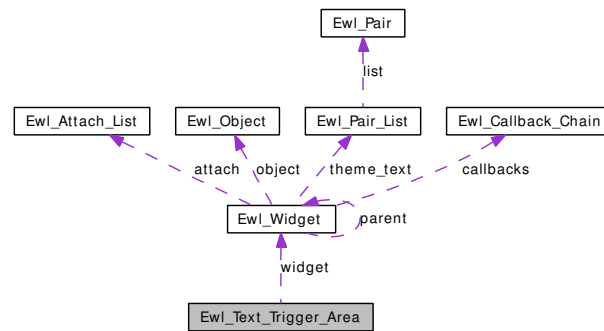 Ewl_Pair
list
Ewl_Attach_List
Ewl_Object
Ewl_Pair_List
Ewl_Callback_Chain
attach
object
theme_text
callbacks
Ewl_Widget
parent
widget
Ewl_Text_Trigger_Area